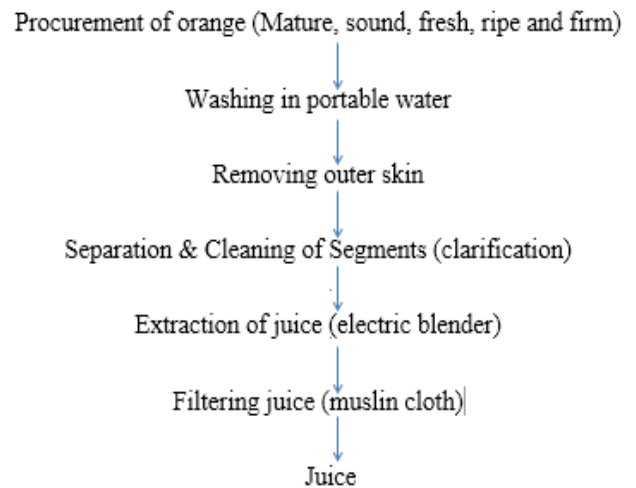 Procurement of orange (Mature, sound, fresh, ripe and firm)
Washing in portable water
Removing outer skin
Separation & Cleaning of Segments (clarification)
Extraction of juice (electric blender)
Filtering juice (muslin cloth)
Juice